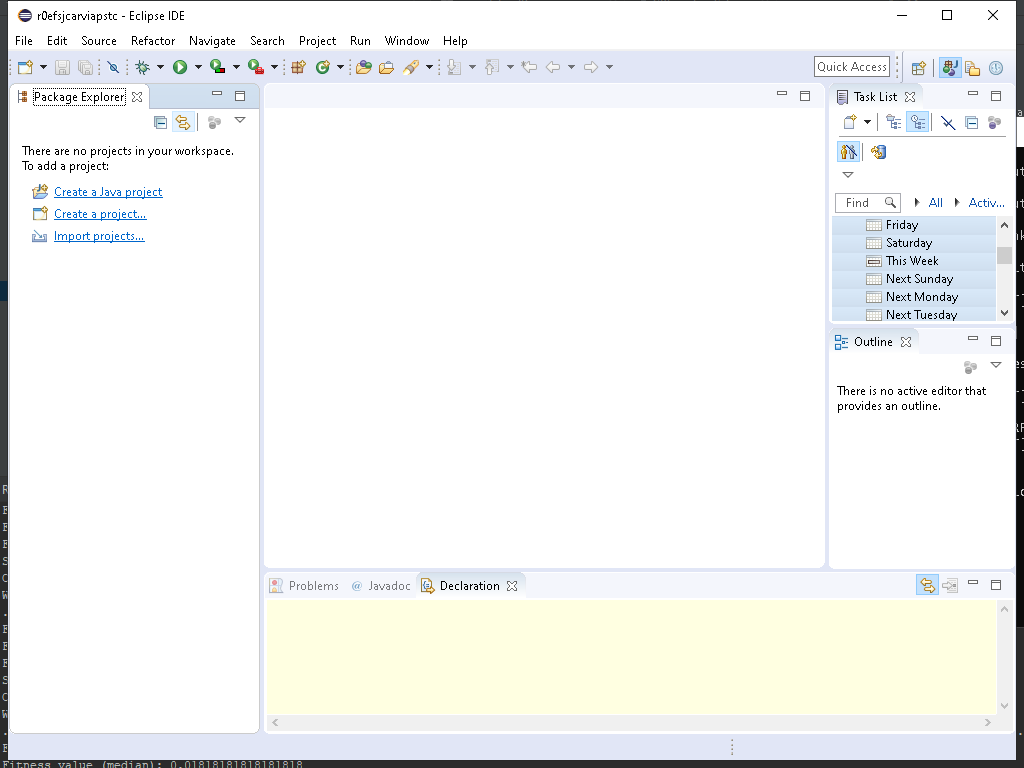 r0efsjcarviapstc - Eclipse IDE
File Edit Source Refactor Navigate Search Project Run Window Help
Quick Access
Package Explorer
There are no projects in your workspace.
To add a project:
Create a Java project
Create a project...
Import projects...
Task List
Find
All
Activ...
Friday
Saturday
This Week
Next Sunday
Next Monday
Next Tuesday
Outline
There is no active editor that
provides an outline.
Problems
@ Javadoc
Declaration
Fitness value (median): 0.01818181818181818